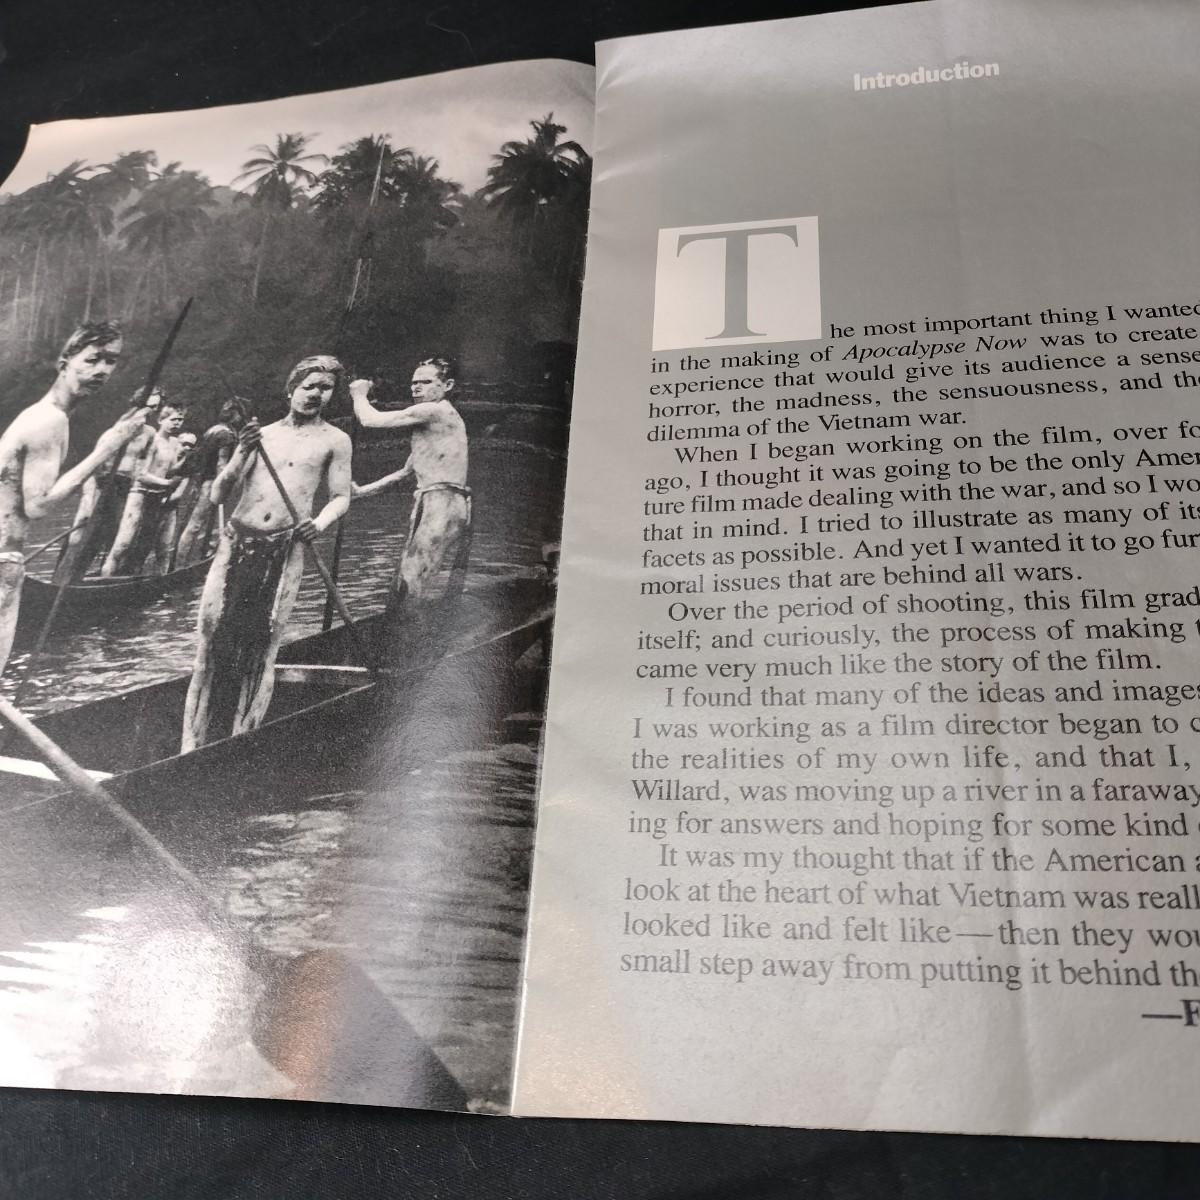 Introduction
The most important thing I wanted
in the making of Apocalypse Now was to create
experience that would give its audience a sense
horror, the madness, the sensuousness, and the
dilemma of the Vietnam war.
When I began working on the film, over
ago, I thought it was going to be the only
ture film made dealing with the war, and so I
that in mind. I tried to illustrate as many of its
facets as possible. And yet I wanted it to go
moral issues that are behind all wars.
Over the period of shooting, this film
itself; and curiously, the process of making
came very much like the story of the film.
I found that many of the ideas and images
I was working as a film director began to
the realities of my own life, and that I,
Willard, was moving up a river in a faraway
ing for answers and hoping for some kind
It was my thought that if the American
look at the heart of what Vietnam was
looked like and felt like—then they
small step away from putting it behind
—F